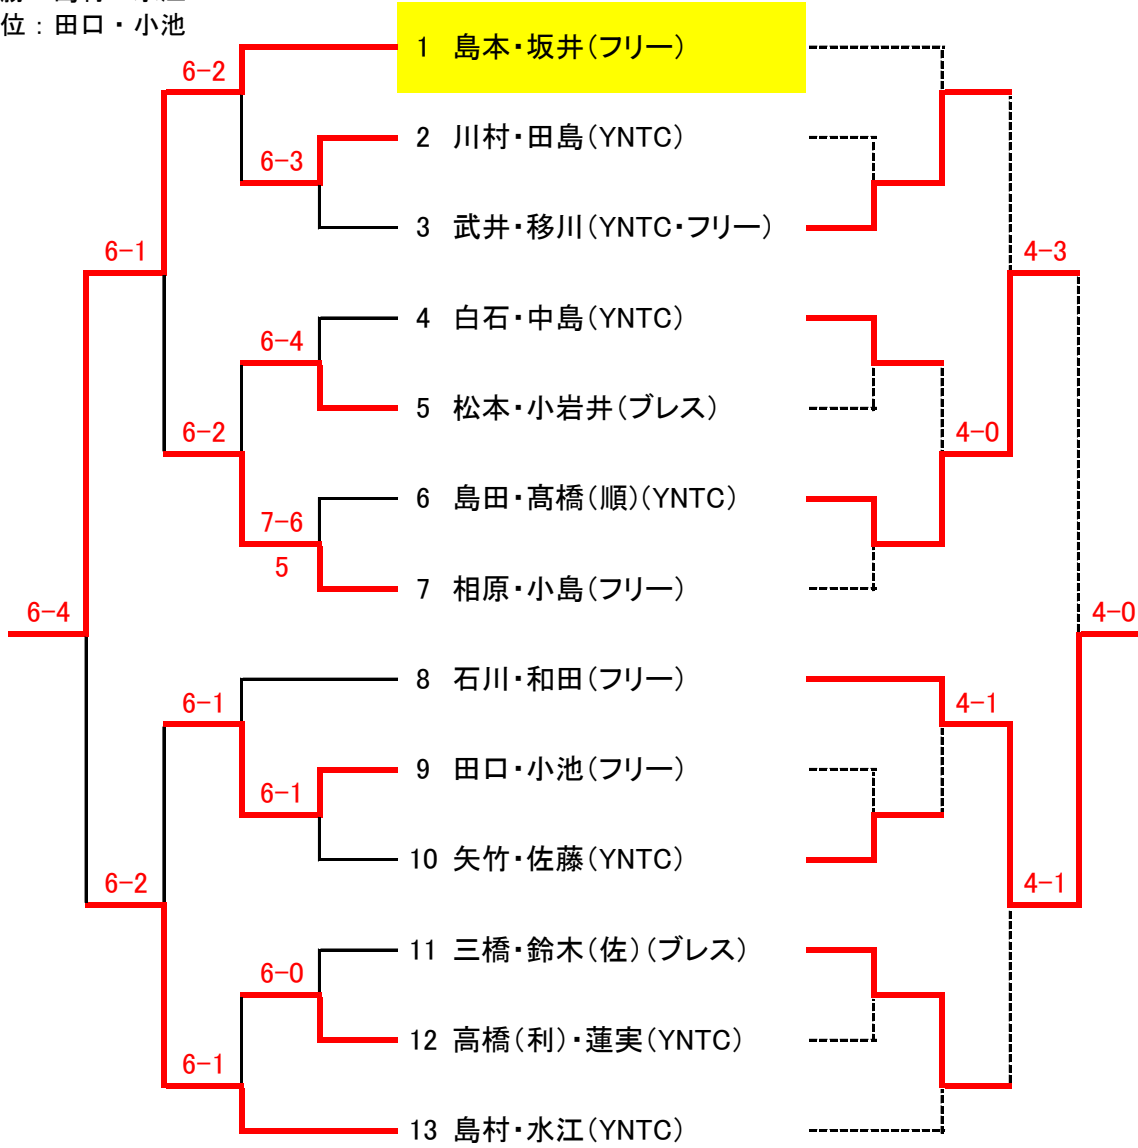 位：田口・小池
1 島本・坂井(フリー)
6-2
2 川村・田島(YNTC)
6-3
3 武井・移川(YNTC・フリー)
6-1
4-3
4 白石・中島(YNTC)
6-4
5 松本・小岩井(ブレス)
6-2
4-0
6 島田・髙橋(順)(YNTC)
7-6
5
7 相原・小島(フリー)
6-4
4-0
8 石川・和田(フリー)
6-1
4-1
9 田口・小池(フリー)
6-1
10 矢竹・佐藤(YNTC)
6-2
4-1
11 三橋・鈴木(佐)(ブレス)
6-0
12 高橋(利)・蓮実(YNTC)
6-1
13 島村・水江(YNTC)